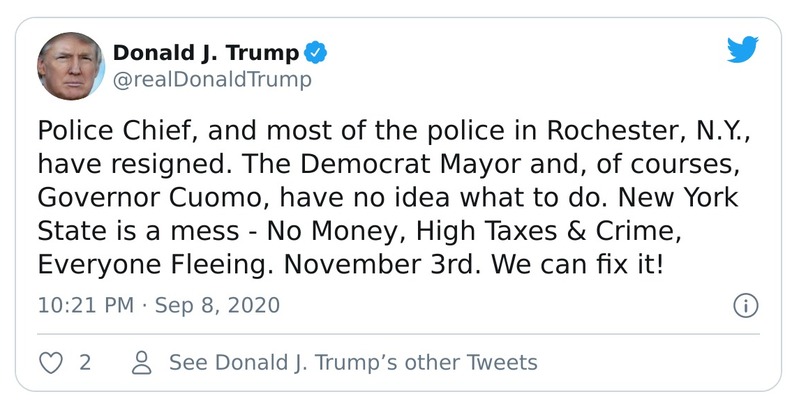 Donald J. Trump
@realDonaldTrump
Police Chief, and most of the police in Rochester, N.Y.,
have resigned. The Democrat Mayor and, of courses,
Governor Cuomo, have no idea what to do. New York
State is a mess - No Money, High Taxes & Crime,
Everyone Fleeing. November 3rd. We can fix it!
10:21 PM · Sep 8, 2020
2 See Donald J. Trump’s other Tweets